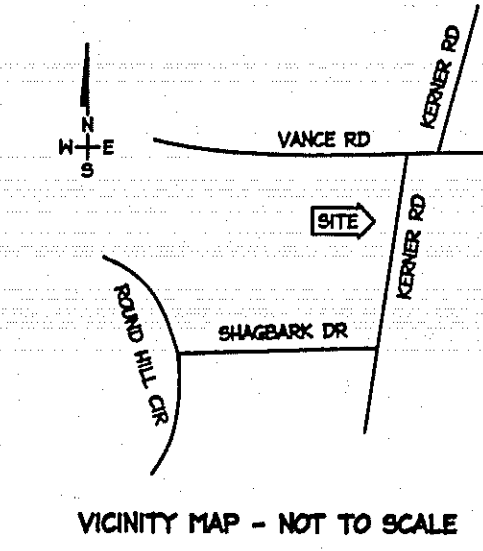 KERNER RD
N
W E
S
VANCE RD
SITE
KERNER RD
ROUND HILL CIR
SHAGBARK DR
VICINITY MAP - NOT TO SCALE